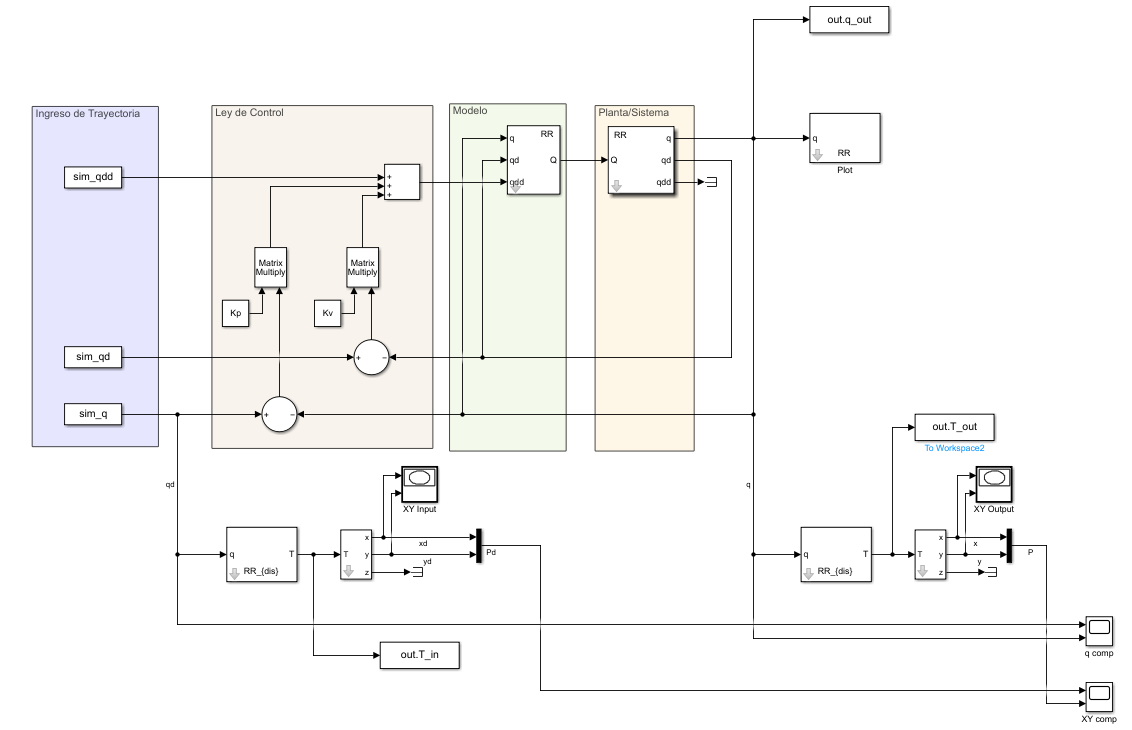 out.q_out
Ingreso de Trayectoria
Ley de Control
Modelo
Planta/Sistema
sim_qdd
+
+
+
q
RR
qd
Q
qdd
RR
q
Q
qd
qdd
q
RR
Plot
Matrix
Multiply
Matrix
Multiply
Kp
Kv
sim_qd
+
−
sim_q
+
−
out.T_out
To Workspace2
qd
XY Input
q
XY Output
q
T
RR_{dis}
T
x
y
z
xd
yd
Pd
q
T
RR_{dis}
T
x
y
z
x
y
P
out.T_in
q comp
XY comp